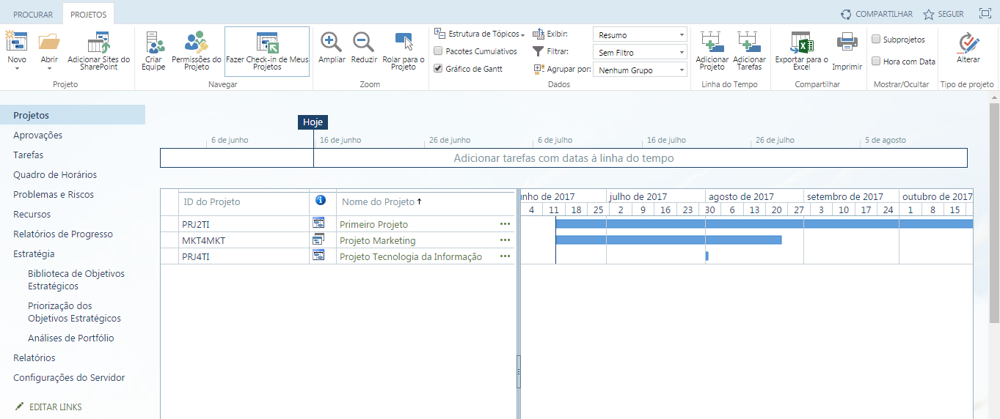 PROCURAR
PROJETOS
COMPARTILHAR
SEGUIR
Novo
Abrir
Adicionar Sites do
SharePoint
Projeto
Criar
Equipe
Permissões do
Projeto
Fazer Check-in de Meus
Projetos
Navegar
Ampliar
Reduzir
Rolar para o
Projeto
Zoom
Estrutura de Tópicos
Pacotes Cumulativos
Gráfico de Gantt
Exibir:
Resumo
Filtrar:
Sem Filtro
Agrupar por:
Nenhum Grupo
Dados
Adicionar
Projeto
Adicionar
Tarefas
Linha do Tempo
Exportar para o
Excel
Imprimir
Compartilhar
Subprojetos
Hora com Data
Mostrar/Ocultar
Alterar
Tipo de projeto
Projetos
Aprovações
Tarefas
Quadro de Horários
Problemas e Riscos
Recursos
Relatórios de Progresso
Estratégia
Biblioteca de Objetivos
Estratégicos
Priorização dos
Objetivos Estratégicos
Análises de Portfólio
Relatórios
Configurações do Servidor
EDITAR LINKS
Hoje
6 de junho 16 de junho 26 de junho 6 de julho 16 de julho 26 de julho 5 de agosto
Adicionar tarefas com datas à linha do tempo
ID do Projeto Nome do Projeto
PRJ2TI Primeiro Projeto
MKT4MKT Projeto Marketing
PRJ4TI Projeto Tecnologia da Informação
nho de 2017 julho de 2017 agosto de 2017 setembro de 2017 outubro de 2017
4 11 18 25 2 9 16 23 30 6 13 20 27 3 10 17 24 1 8 15